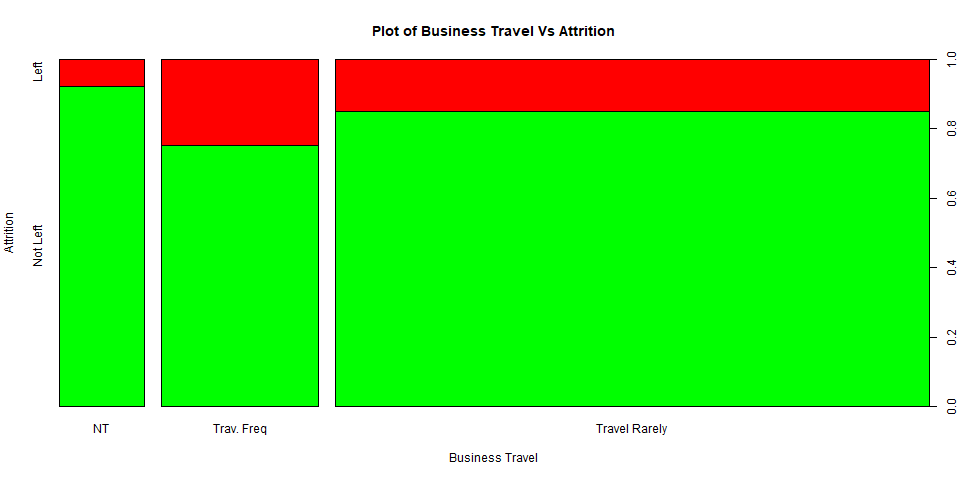 Plot of Business Travel Vs Attrition
Left
Not Left
Attrition
1.0
0.8
0.6
0.4
0.2
0.0
NT
Trav. Freq
Travel Rarely
Business Travel